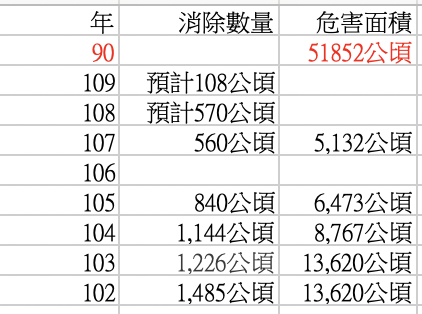 年 消除數量 危害面積
90 51852公頃
109 預計108公頃
108 預計570公頃
107 560公頃 5,132公頃
106
105 840公頃 6,473公頃
104 1,144公頃 8,767公頃
103 1,226公頃 13,620公頃
102 1,485公頃 13,620公頃